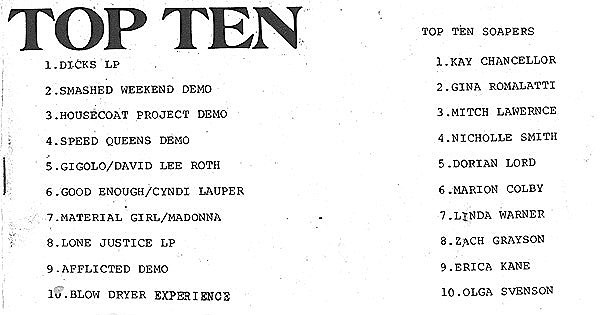 TOP TEN
1.DICKS LP
2.SMASHED WEEKEND DEMO
3.HOUSECOAT PROJECT DEMO
4.SPEED QUEENS DEMO
5.GIGOLO/DAVID LEE ROTH
6.GOOD ENOUGH/CYNDI LAUPER
7.MATERIAL GIRL/MADONNA
8.LONE JUSTICE LP
9.AFFLICTED DEMO
10.BLOW DRYER EXPERIENCE
TOP TEN SOAPERS
1.KAY CHANCELLOR
2.GINA ROMALATTI
3.MITCH LAWERNCE
4.NICHOLLE SMITH
5.DORIAN LORD
6.MARION COLBY
7.LINDA WARNER
8.ZACH GRAYSON
9.ERICA KANE
10.OLGA SVENSON